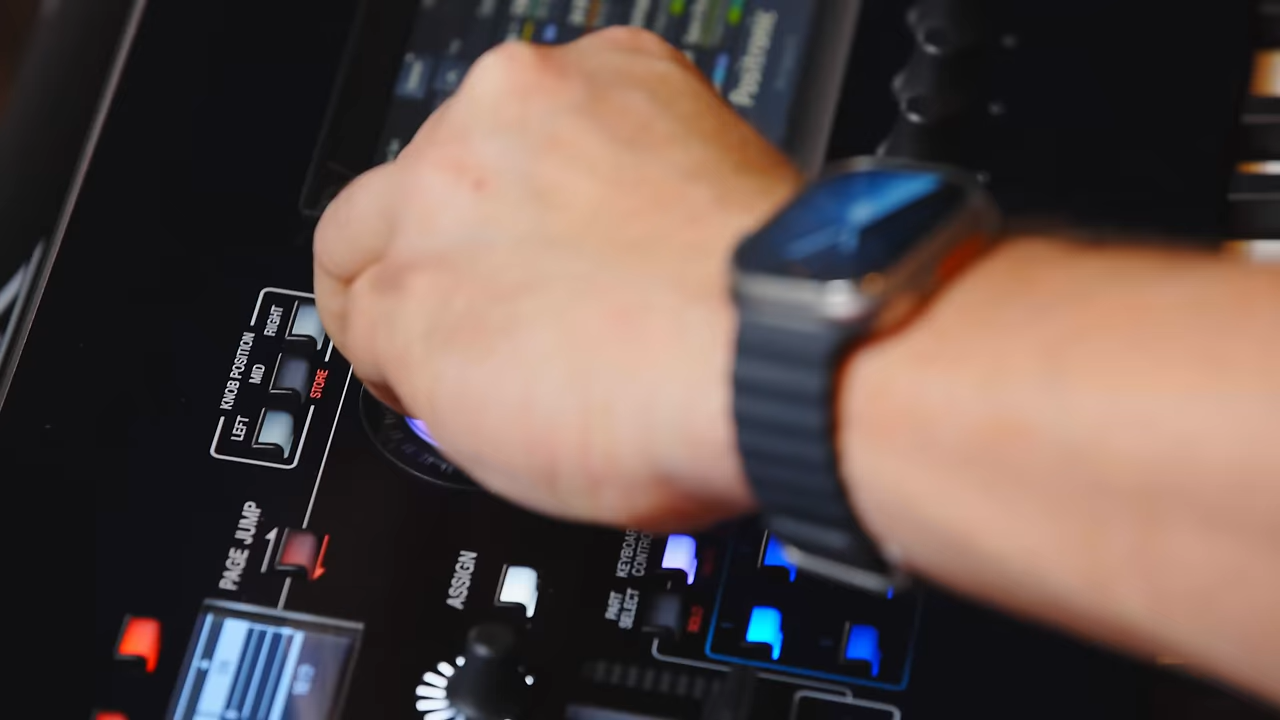 Positronic
KNOB POSITION
LEFT
MID
RIGHT
STORE
PAGE JUMP
ASSIGN
KEYBOARD
CONTROL
PART
SELECT
SOLO